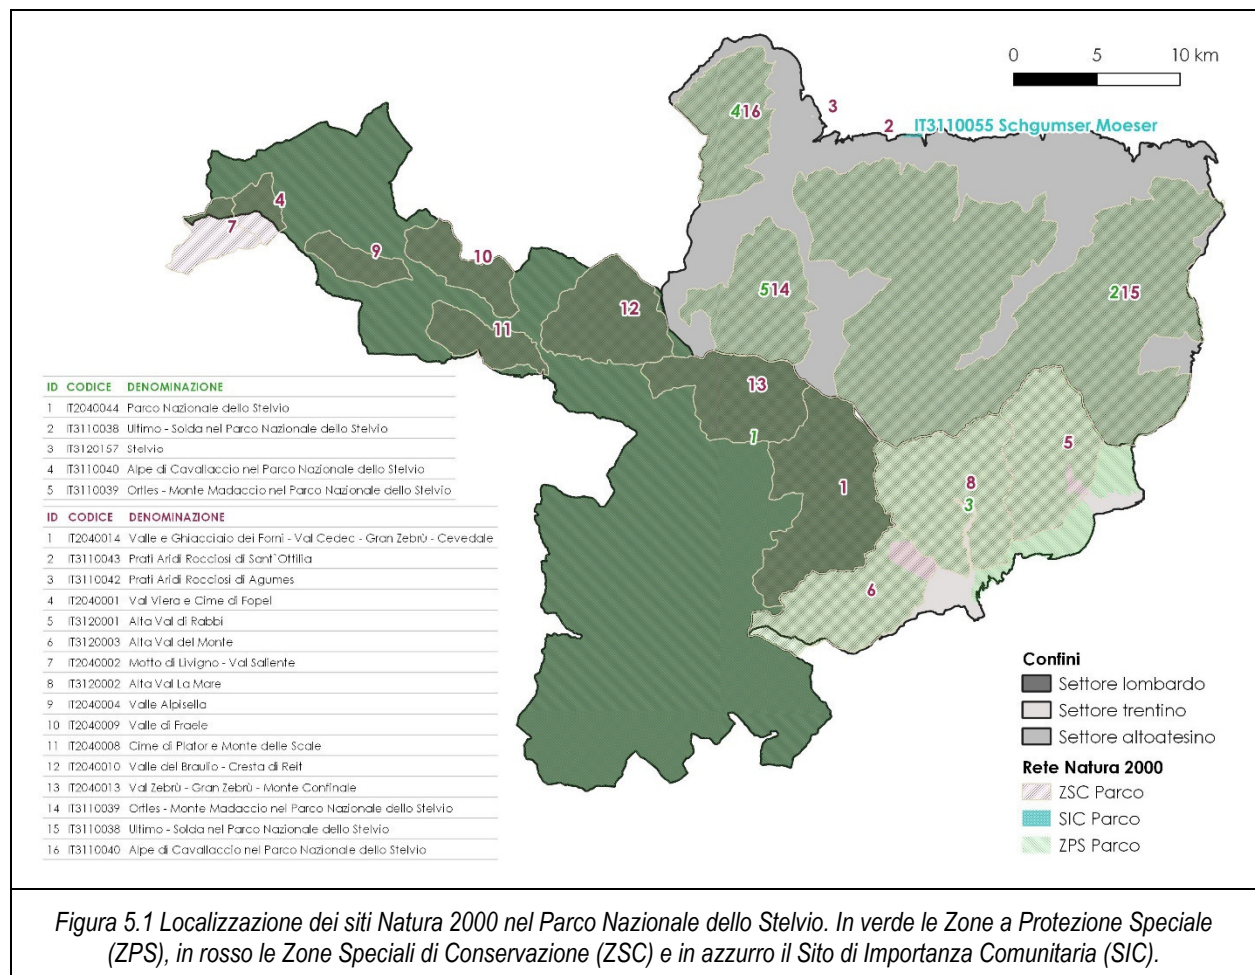 0 5 10 km
3
416
2 IT3110055 Schgumser Moeser
4
7
9
10
12
514
215
11
13
1
5
1
8
3
6
ID CODICE DENOMINAZIONE
1 IT2040044 Parco Nazionale dello Stelvio
2 IT3110038 Ultimo - Solda nel Parco Nazionale dello Stelvio
3 IT3120157 Stelvio
4 IT3110040 Alpe di Cavallaccio nel Parco Nazionale dello Stelvio
5 IT3110039 Ortles - Monte Madaccio nel Parco Nazionale dello Stelvio
ID CODICE DENOMINAZIONE
1 IT2040014 Valle e Ghiacciaio dei Forni - Val Cedec - Gran Zebrù - Cevedale
2 IT3110043 Prati Aridi Rocciosi di Sant`Ottilia
3 IT3110042 Prati Aridi Rocciosi di Agumes
4 IT2040001 Val Viera e Cime di Fopel
5 IT3120001 Alta Val di Rabbi
6 IT3120003 Alta Val del Monte
7 IT2040002 Motto di Livigno - Val Saliente
8 IT3120002 Alta Val La Mare
9 IT2040004 Valle Alpisella
10 IT2040009 Valle di Fraele
11 IT2040008 Cime di Plator e Monte delle Scale
12 IT2040010 Valle del Braulio - Cresta di Reit
13 IT2040013 Val Zebrù - Gran Zebrù - Monte Confinale
14 IT3110039 Ortles - Monte Madaccio nel Parco Nazionale dello Stelvio
15 IT3110038 Ultimo - Solda nel Parco Nazionale dello Stelvio
16 IT3110040 Alpe di Cavallaccio nel Parco Nazionale dello Stelvio
Confini
Settore lombardo
Settore trentino
Settore altoatesino
Rete Natura 2000
ZSC Parco
SIC Parco
ZPS Parco
Figura 5.1 Localizzazione dei siti Natura 2000 nel Parco Nazionale dello Stelvio. In verde le Zone a Protezione Speciale
(ZPS), in rosso le Zone Speciali di Conservazione (ZSC) e in azzurro il Sito di Importanza Comunitaria (SIC).